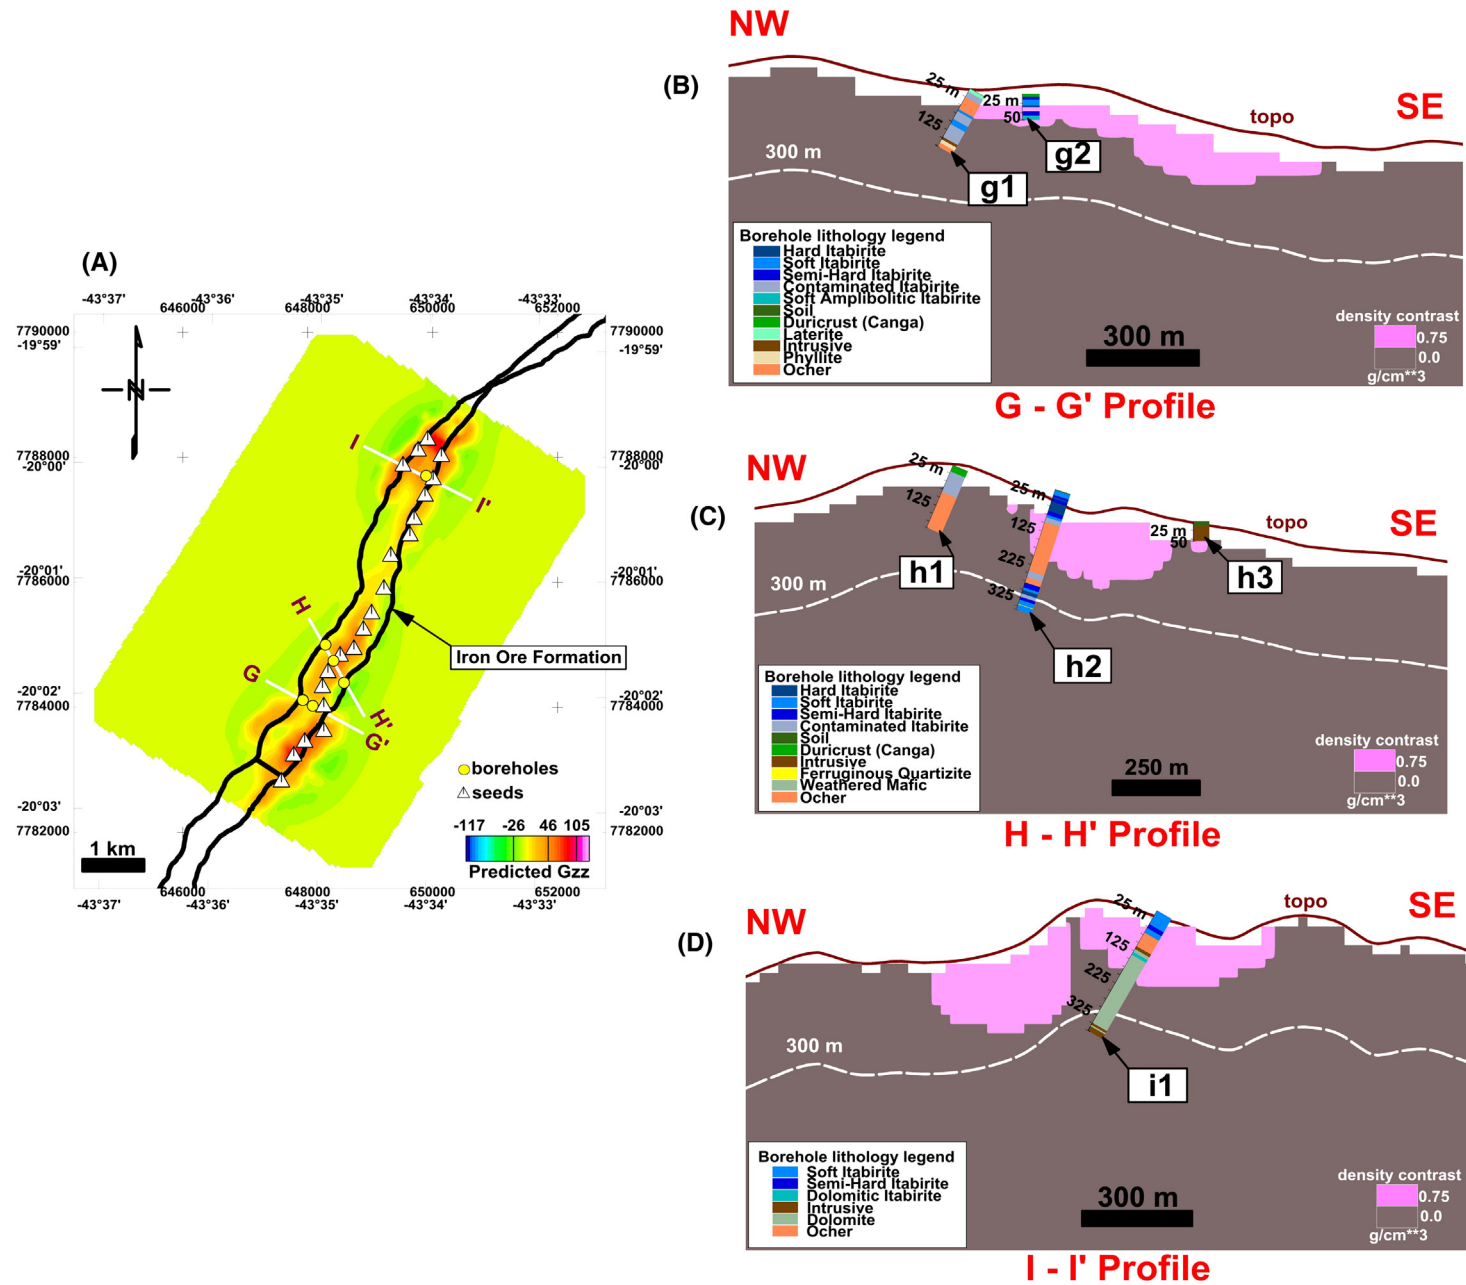 (A)
-43°37'
-43°36'
-43°35'
-43°34'
-43°33'
646000
648000
650000
652000
7790000
-19°59'
7790000
-19°59'
N
7788000
-20°00'
7788000
-20°00'
I
I'
-20°01'
7786000
-20°01'
7786000
H
Iron Ore Formation
G
-20°02'
7784000
-20°02'
7784000
H'
G'
boreholes
seeds
-20°03'
7782000
-20°03'
7782000
-117 -26 46 105
Predicted Gzz
1 km
646000
648000
650000
652000
-43°37'
-43°36'
-43°35'
-43°34'
-43°33'
(B)
NW
SE
topo
25 m
125
25 m
50
g1
g2
300 m
Borehole lithology legend
Hard Itabirite
Soft Itabirite
Semi-Hard Itabirite
Contaminated Itabirite
Soft Amplibolitic Itabirite
Soil
Duricrust (Canga)
Laterite
Intrusive
Phyllite
Ocher
300 m
density contrast
0.75
0.0
g/cm**3
G - G' Profile
(C)
NW
SE
topo
25 m
125
25 m
125
225
325
25 m
50
h1
h2
h3
300 m
Borehole lithology legend
Hard Itabirite
Soft Itabirite
Semi-Hard Itabirite
Contaminated Itabirite
Soil
Duricrust (Canga)
Intrusive
Ferruginous Quartizite
Weathered Mafic
Ocher
250 m
density contrast
0.75
0.0
g/cm**3
H - H' Profile
(D)
NW
SE
topo
25 m
125
225
325
i1
300 m
Borehole lithology legend
Soft Itabirite
Semi-Hard Itabirite
Dolomitic Itabirite
Intrusive
Dolomite
Ocher
300 m
density contrast
0.75
0.0
g/cm**3
I - I' Profile